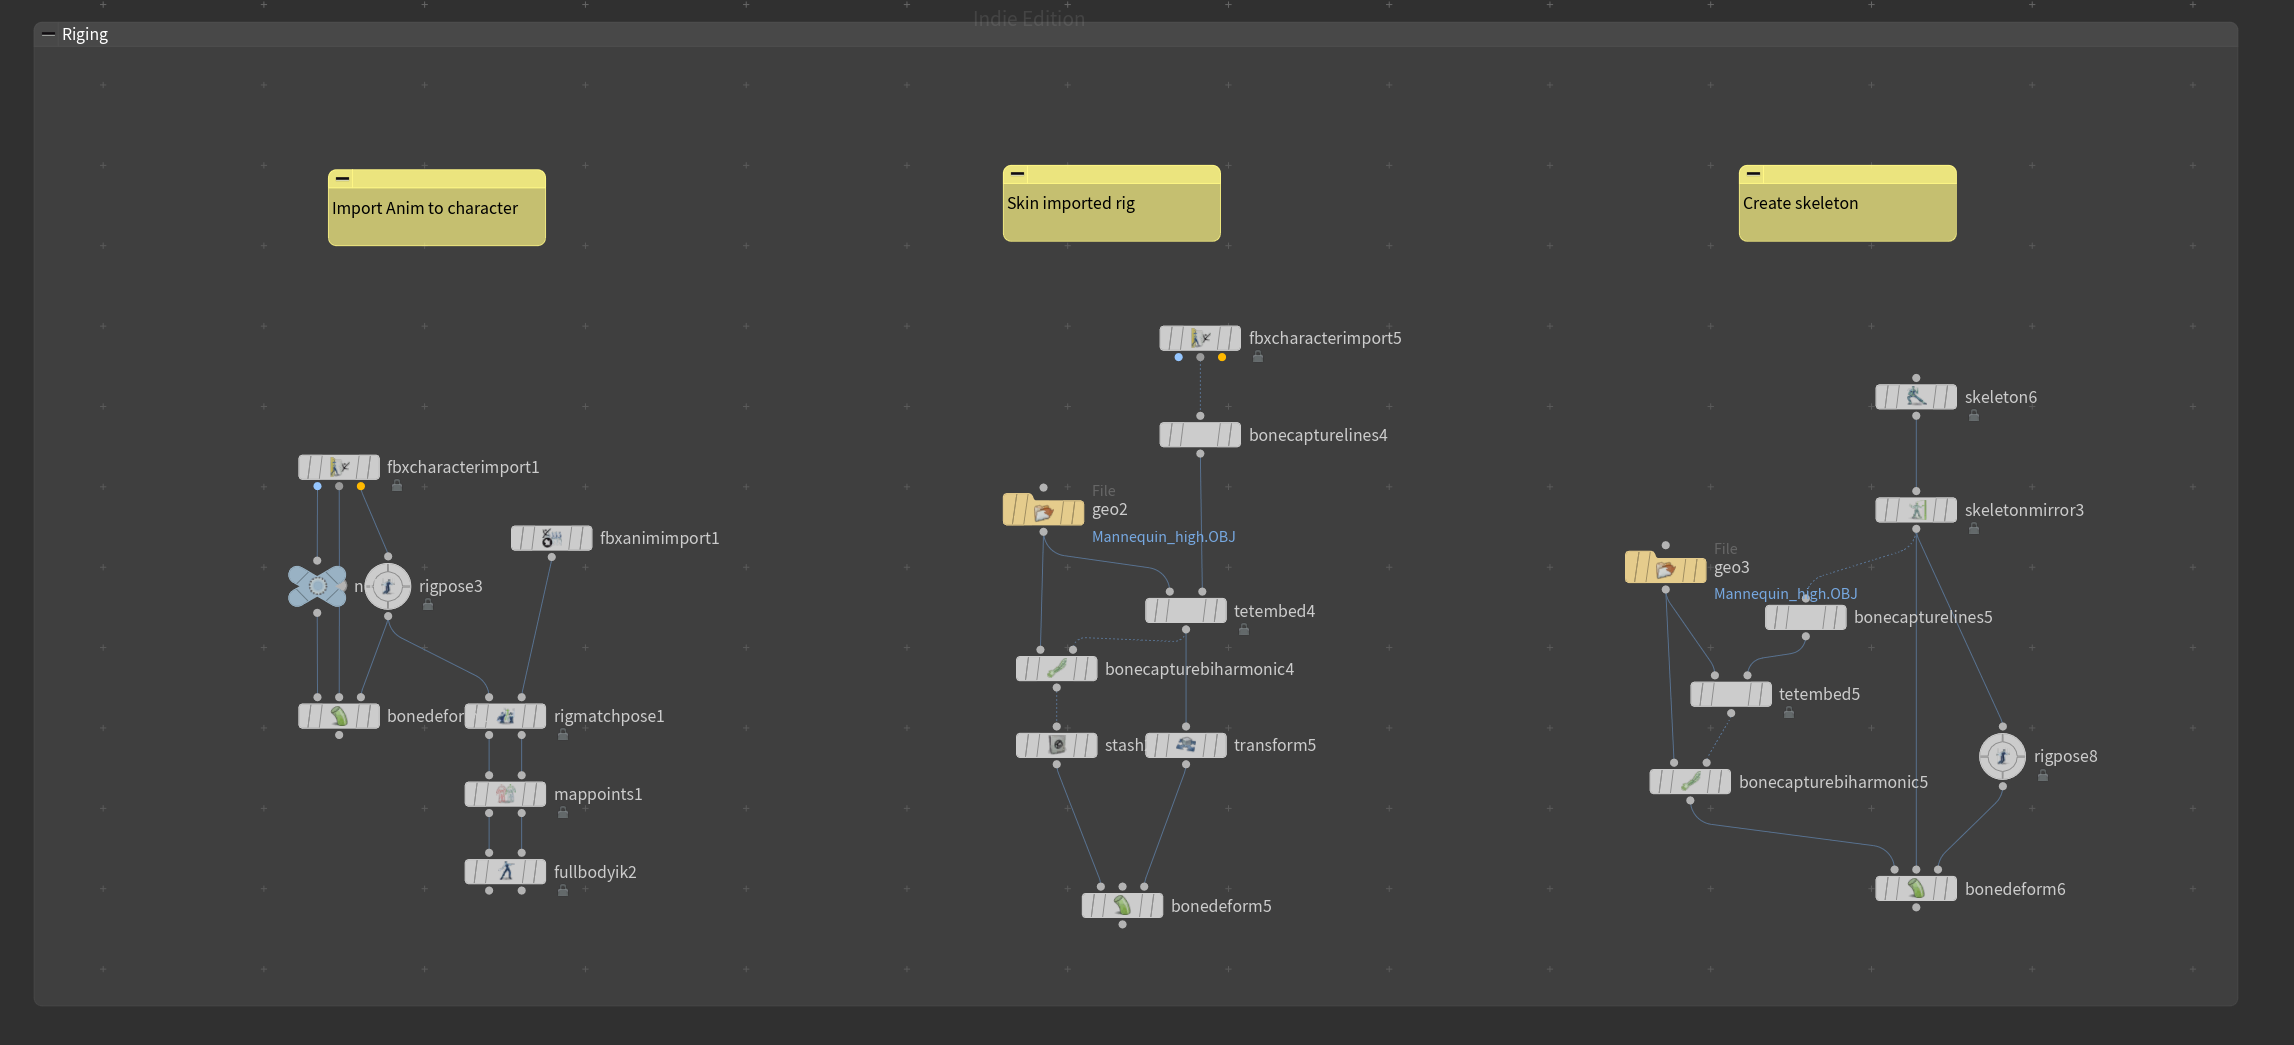 Indie Edition
Riging
Import Anim to character
Skin imported rig
Create skeleton
fbxcharacterimport1
fbxanimimport1
n
rigpose3
bonedefor
rigmatchpose1
mappoints1
fullbodyik2
fbxcharacterimport5
bonecapturelines4
File
geo2
Mannequin_high.OBJ
tetembed4
bonecapturebiharmonic4
stash
transform5
bonedeform5
skeleton6
skeletonmirror3
File
geo3
Mannequin_high.OBJ
bonecapturelines5
tetembed5
rigpose8
bonecapturebiharmonic5
bonedeform6